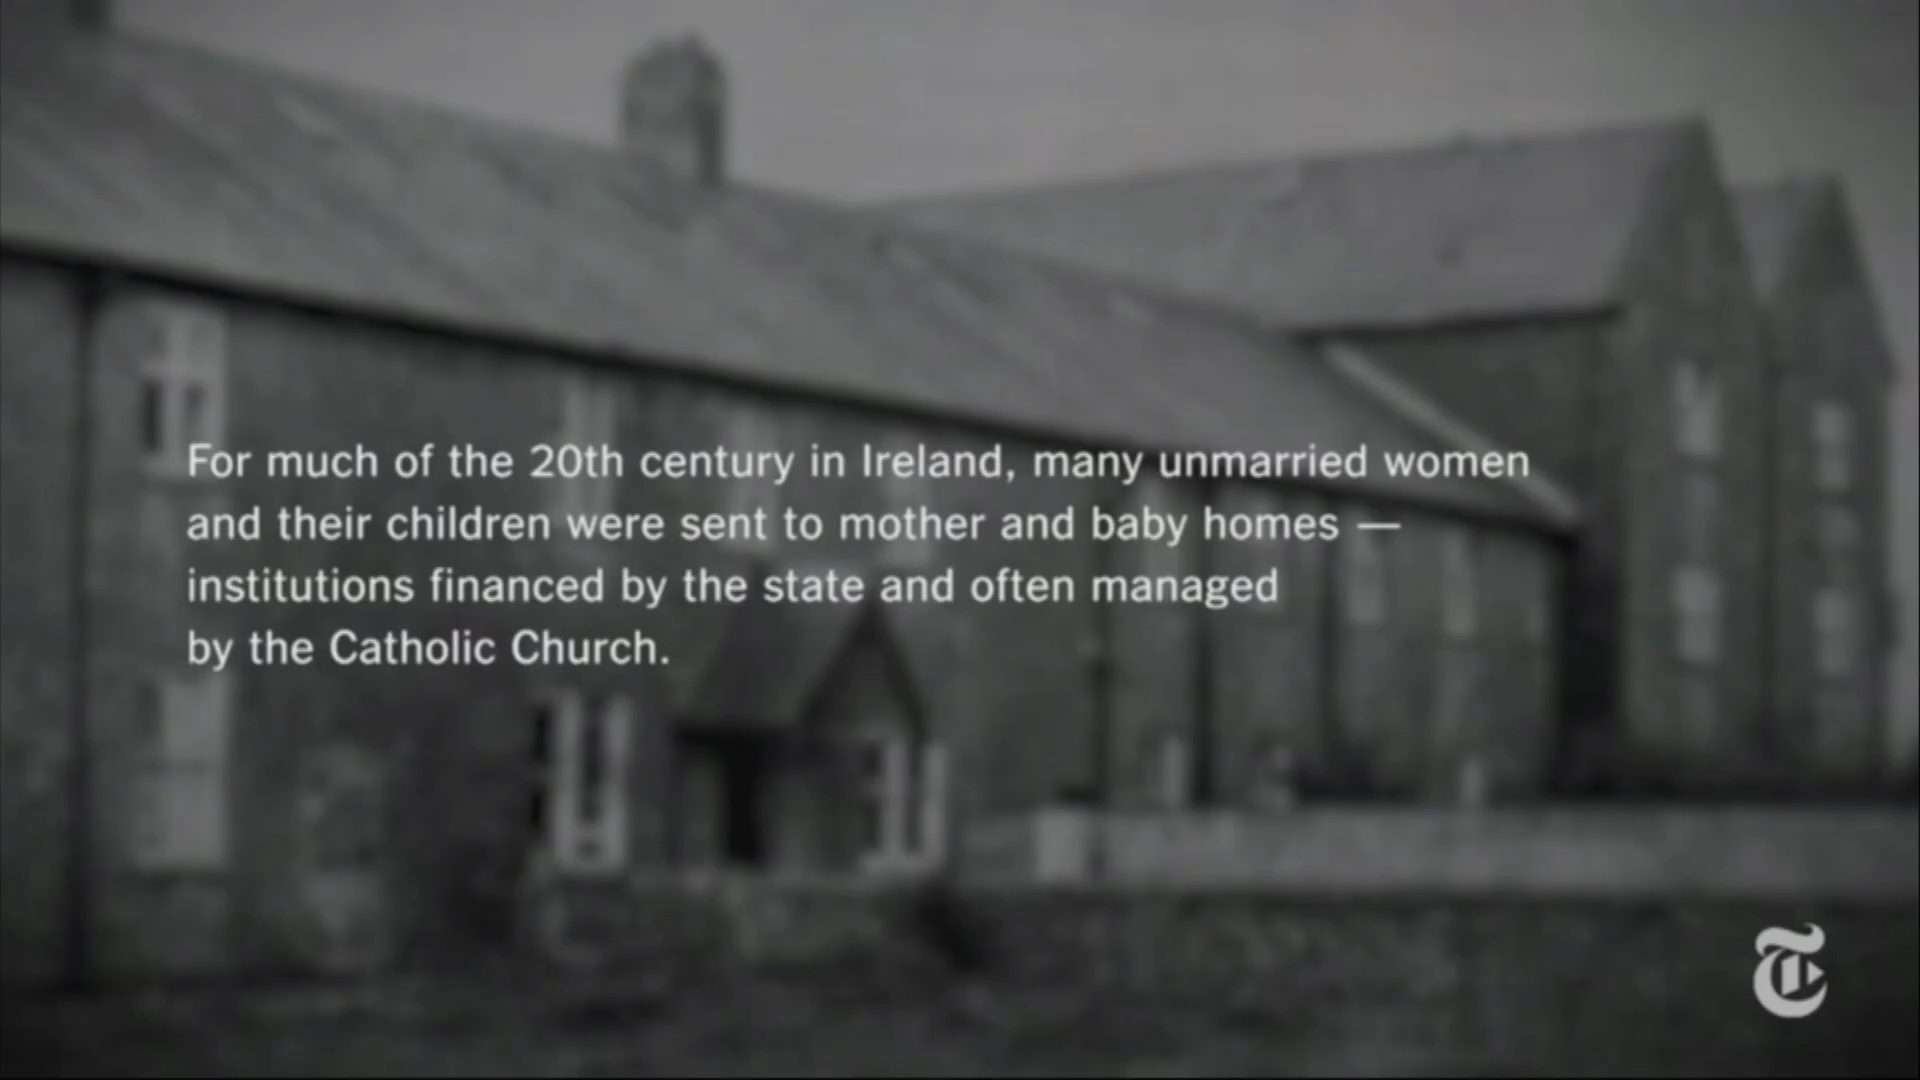 For much of the 20th century in Ireland, many unmarried women
and their children were sent to mother and baby homes —
institutions financed by the state and often managed
by the Catholic Church.
T